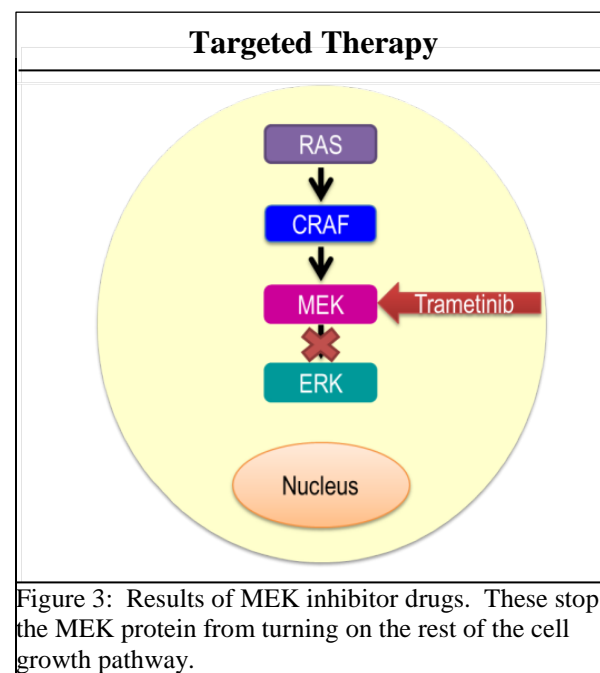 Targeted Therapy
RAS
CRAF
MEK
Trametinib
ERK
Nucleus
Figure 3:  Results of MEK inhibitor drugs.  These stop
the MEK protein from turning on the rest of the cell
growth pathway.